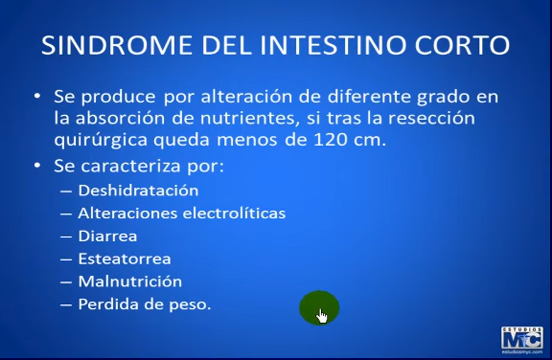 SINDROME DEL INTESTINO CORTO
• Se produce por alteración de diferente grado en
la absorción de nutrientes, si tras la resección
quirúrgica queda menos de 120 cm.
• Se caracteriza por:
– Deshidratación
– Alteraciones electrolíticas
– Diarrea
– Esteatorrea
– Malnutrición
– Perdida de peso.
ESTUDIOS
MyC
estudiosmyc.com